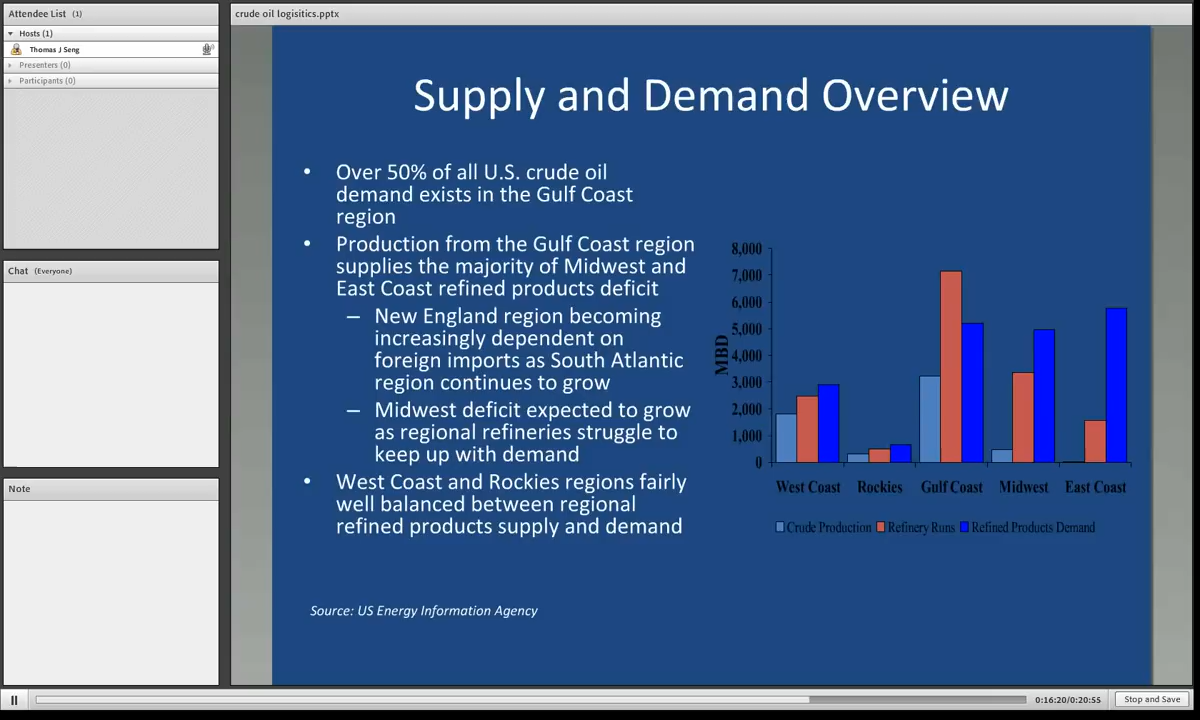 Attendee List (1)
Hosts (1)
Thomas J Seng
Presenters (0)
Participants (0)
Chat (Everyone)
Note
crude oil logisitics.pptx
Supply and Demand Overview
• Over 50% of all U.S. crude oil
demand exists in the Gulf Coast
region
• Production from the Gulf Coast region
supplies the majority of Midwest and
East Coast refined products deficit
– New England region becoming
increasingly dependent on
foreign imports as South Atlantic
region continues to grow
– Midwest deficit expected to grow
as regional refineries struggle to
keep up with demand
• West Coast and Rockies regions fairly
well balanced between regional
refined products supply and demand
Source: US Energy Information Agency
MBD
8,000
7,000
6,000
5,000
4,000
3,000
2,000
1,000
0
West Coast Rockies Gulf Coast Midwest East Coast
Crude Production Refinery Runs Refined Products Demand
0:16:20/0:20:55
Stop and Save